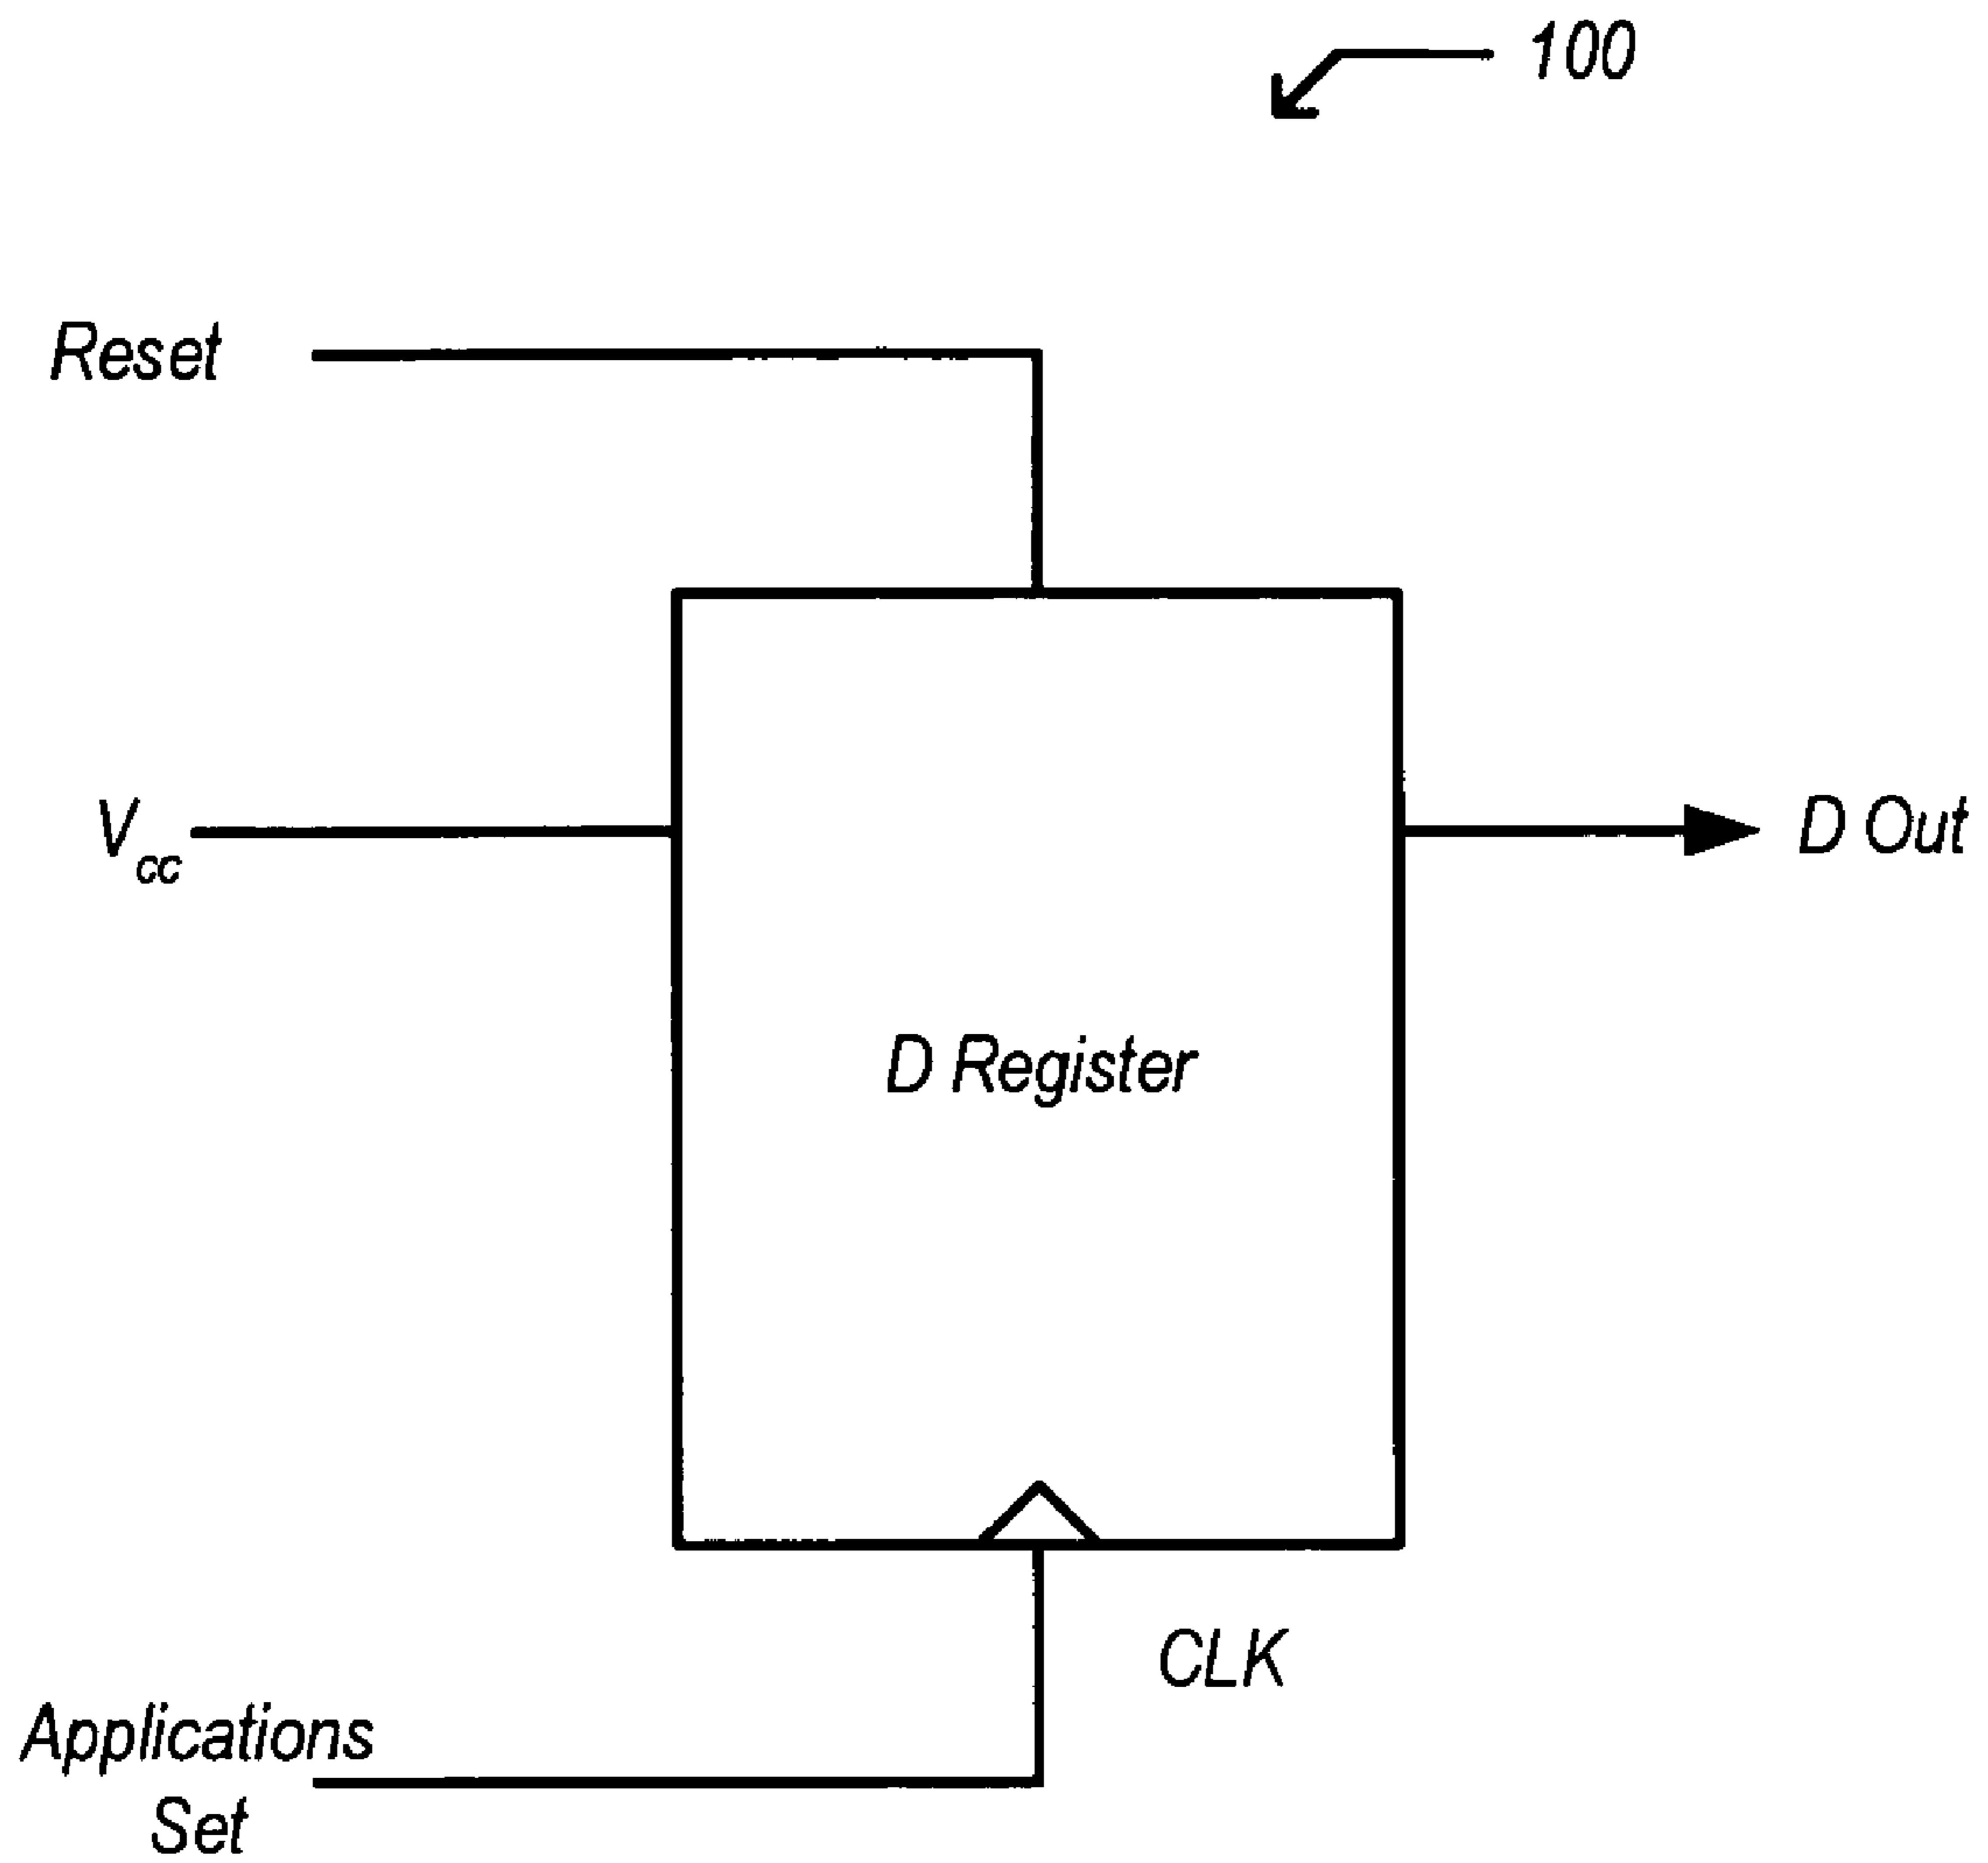 100
Reset
Vcc
D Out
D Register
CLK
Applications
Set